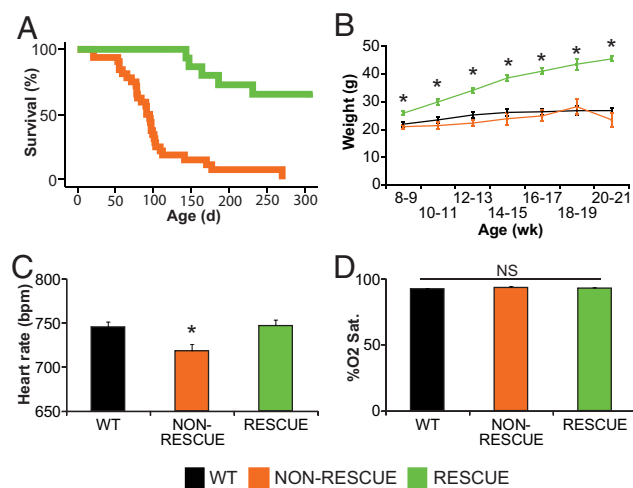 A
Survival (%)
100
50
0
0 50 100 150 200 250 300
Age (d)
B
Weight (g)
50
40
30
20
10
0
* * * * * * *
8-9 12-13 16-17 20-21
10-11 14-15 18-19
Age (wk)
C
Heart rate (bpm)
800
750
700
650
*
WT NON-RESCUE RESCUE
D
%O2 Sat.
100
50
0
NS
WT NON-RESCUE RESCUE
WT NON-RESCUE RESCUE